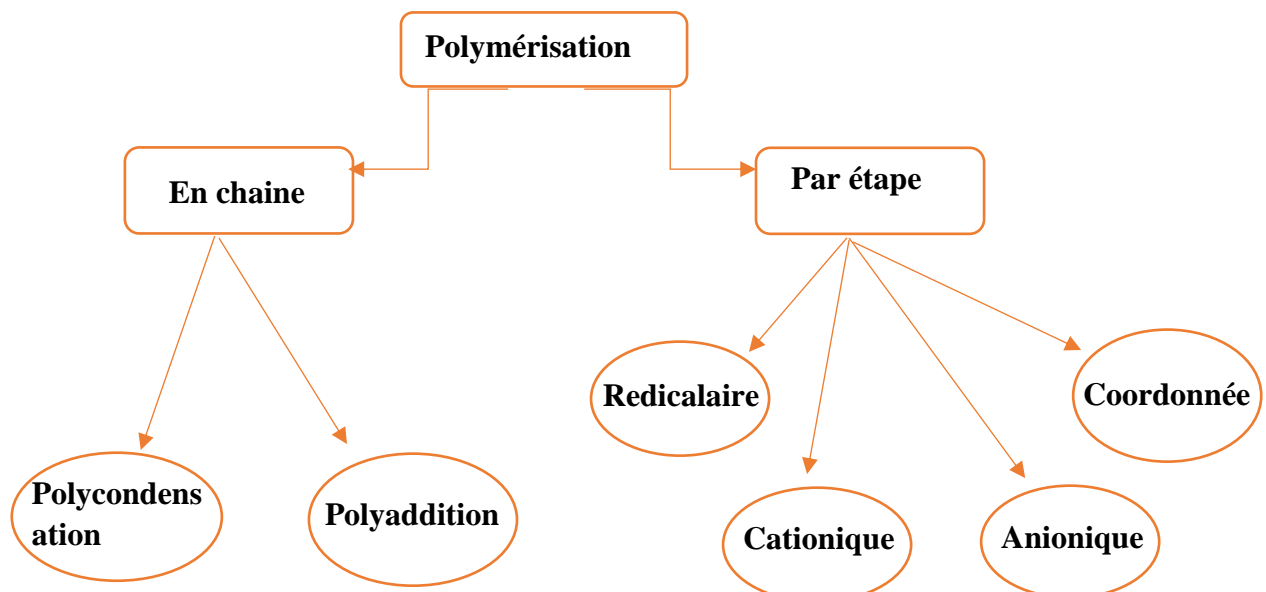 Polymérisation
En chaine
Par étape
Redicalaire
Coordonnée
Polycondens
ation
Polyaddition
Cationique
Anionique